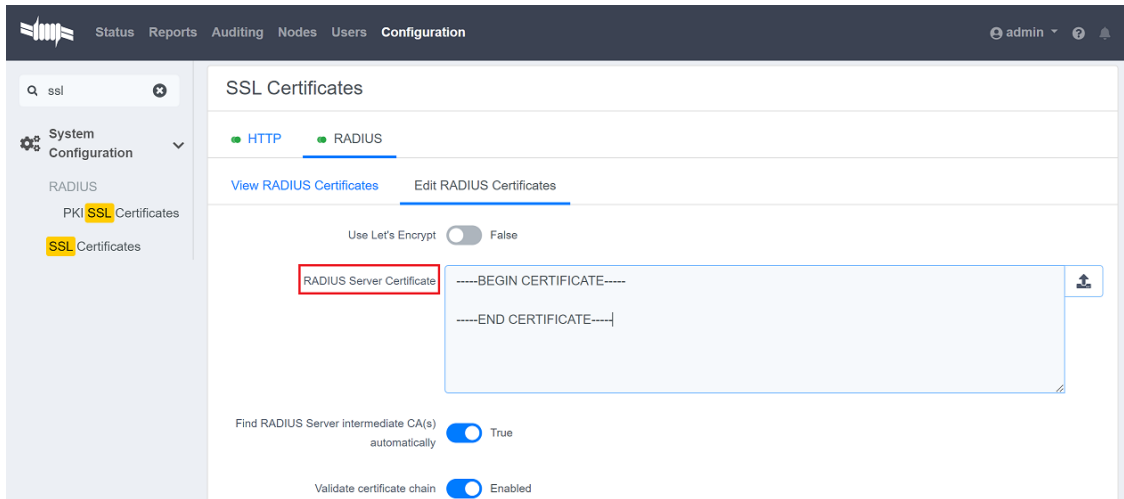 Status Reports Auditing Nodes Users Configuration admin
ssl
System
Configuration
RADIUS
PKI SSL Certificates
SSL Certificates
SSL Certificates
HTTP RADIUS
View RADIUS Certificates Edit RADIUS Certificates
Use Let's Encrypt False
RADIUS Server Certificate
-----BEGIN CERTIFICATE-----
-----END CERTIFICATE-----
Find RADIUS Server intermediate CA(s)
automatically True
Validate certificate chain Enabled